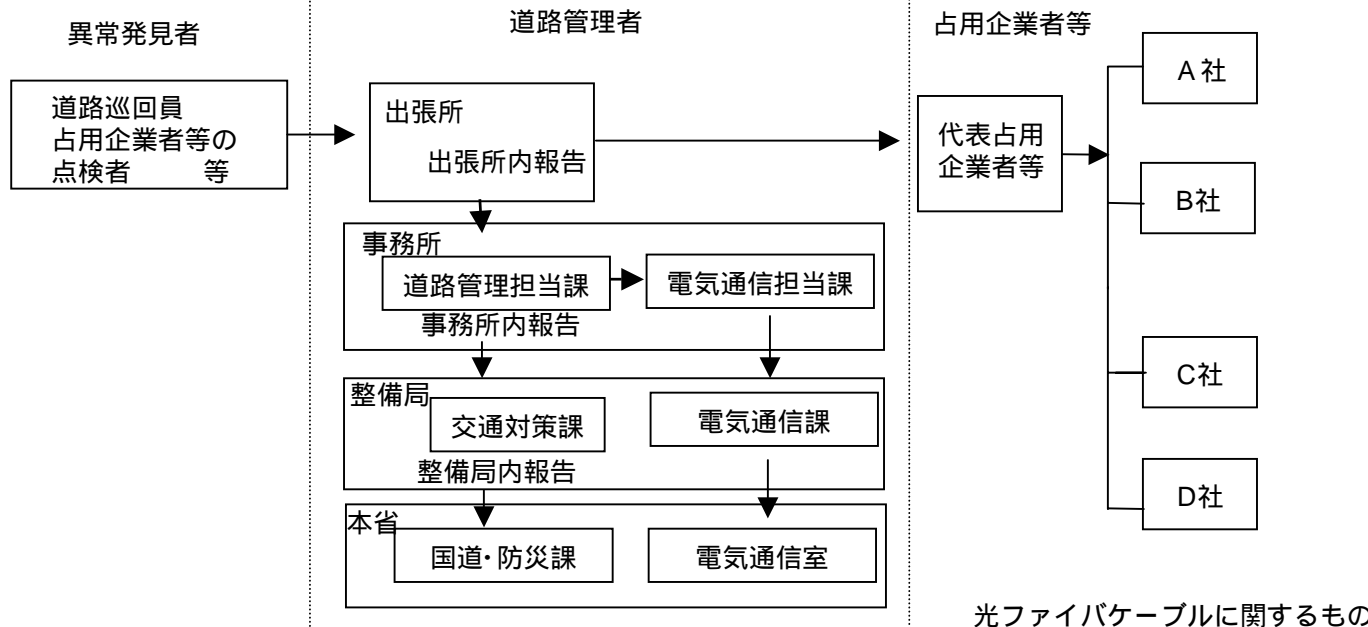 異常発見者
道路巡回員
占用企業者等の
点検者 等
道路管理者
出張所
出張所内報告
事務所
道路管理担当課
電気通信担当課
事務所内報告
整備局
交通対策課
電気通信課
整備局内報告
本省
国道・防災課
電気通信室
占用企業者等
代表占用
企業者等
A社
B社
C社
D社
光ファイバケーブルに関するもの